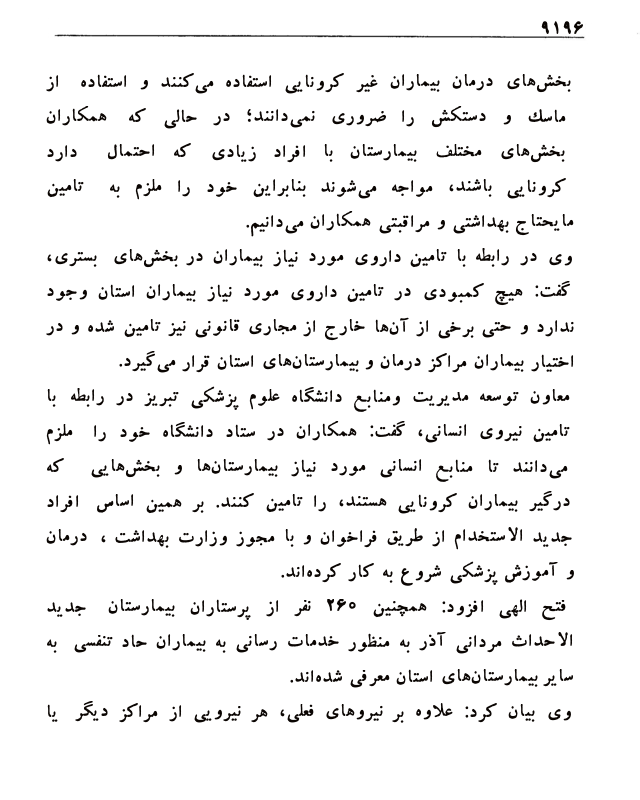 ۹۱۹۶
بخش‌های درمان بیماران غیر کرونایی استفاده می‌کنند و استفاده از
ماسك و دستکش را ضروری نمی‌دانند؛ در حالی که همکاران
بخش‌های مختلف بیمارستان با افراد زیادی که احتمال دارد
کرونایی باشند، مواجه می‌شوند بنابراین خود را ملزم به تامین
مایحتاج بهداشتی و مراقبتی همکاران می‌دانیم.
وی در رابطه با تامین داروی مورد نیاز بیماران در بخش‌های بستری،
گفت: هیچ کمبودی در تامین داروی مورد نیاز بیماران استان وجود
ندارد و حتی برخی از آن‌ها خارج از مجاری قانونی نیز تامین شده و در
اختیار بیماران مراکز درمان و بیمارستان‌های استان قرار می‌گیرد.
معاون توسعه مدیریت ومنابع دانشگاه علوم پزشکی تبریز در رابطه با
تامین نیروی انسانی، گفت: همکاران در ستاد دانشگاه خود را ملزم
می‌دانند تا منابع انسانی مورد نیاز بیمارستان‌ها و بخش‌هایی که
درگیر بیماران کرونایی هستند، را تامین کنند. بر همین اساس افراد
جدید الاستخدام از طریق فراخوان و با مجوز وزارت بهداشت ، درمان
و آموزش پزشکی شروع به کار کرده‌اند.
فتح الهی افزود: همچنین ۲۶۰ نفر از پرستاران بیمارستان جدید
الاحداث مردانی آذر به منظور خدمات رسانی به بیماران حاد تنفسی به
سایر بیمارستان‌های استان معرفی شده‌اند.
وی بیان کرد: علاوه بر نیروهای فعلی، هر نیرویی از مراکز دیگر یا